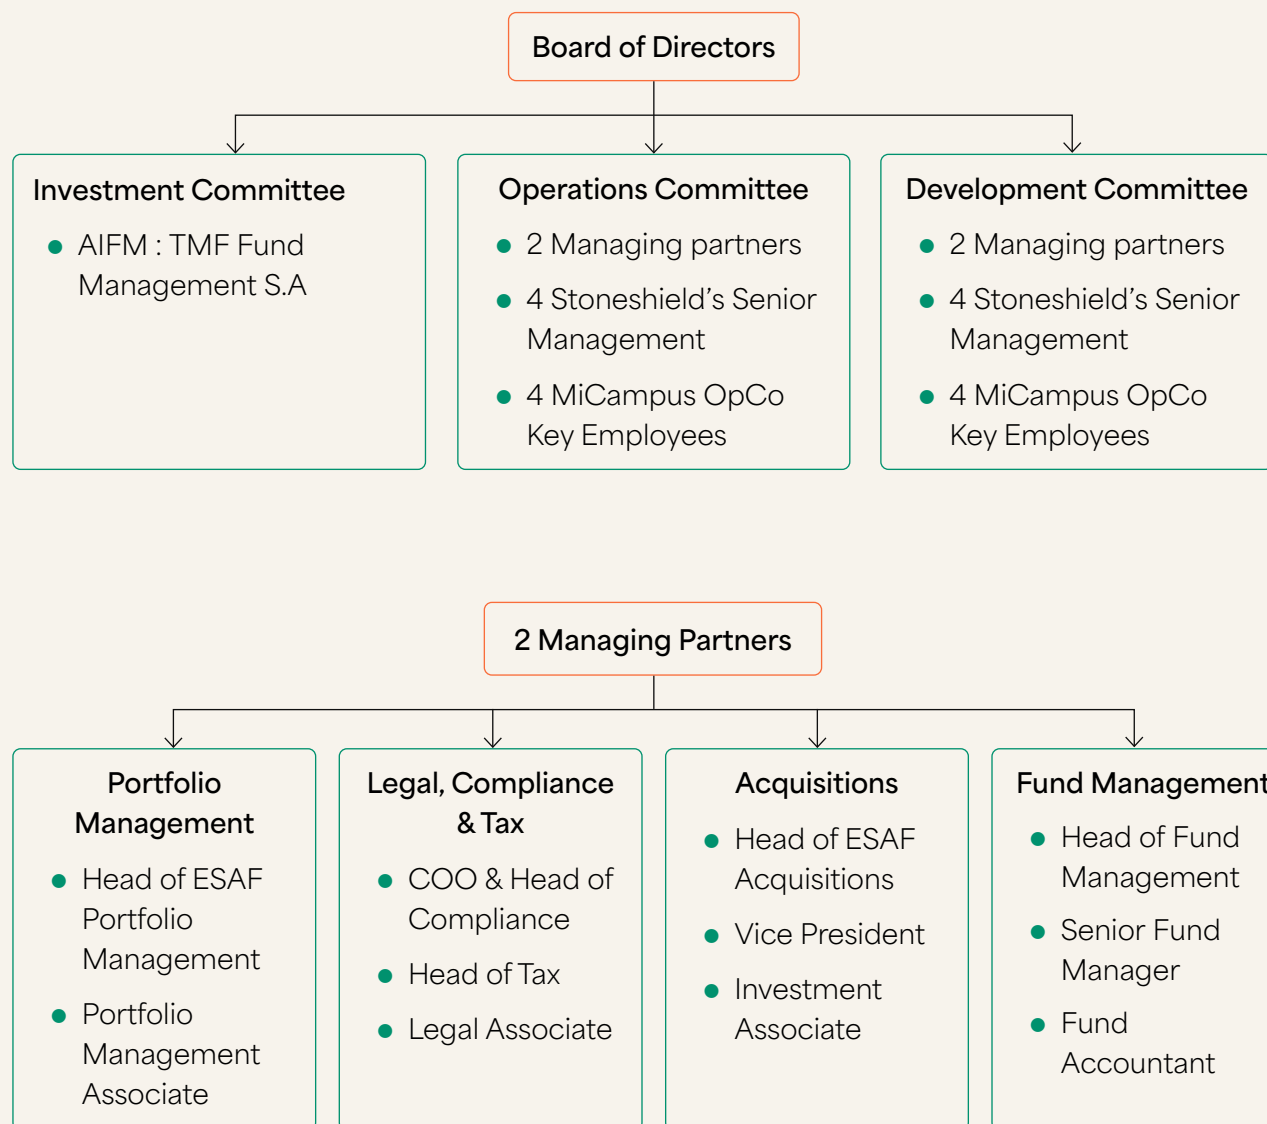 Board of Directors
Investment Committee
AIFM : TMF Fund
Management S.A
Operations Committee
2 Managing partners
4 Stoneshield’s Senior
Management
4 MiCampus OpCo
Key Employees
Development Committee
2 Managing partners
4 Stoneshield’s Senior
Management
4 MiCampus OpCo
Key Employees
2 Managing Partners
Portfolio
Management
Head of ESAF
Portfolio
Management
Portfolio
Management
Associate
Legal, Compliance
& Tax
COO & Head of
Compliance
Head of Tax
Legal Associate
Acquisitions
Head of ESAF
Acquisitions
Vice President
Investment
Associate
Fund Management
Head of Fund
Management
Senior Fund
Manager
Fund
Accountant